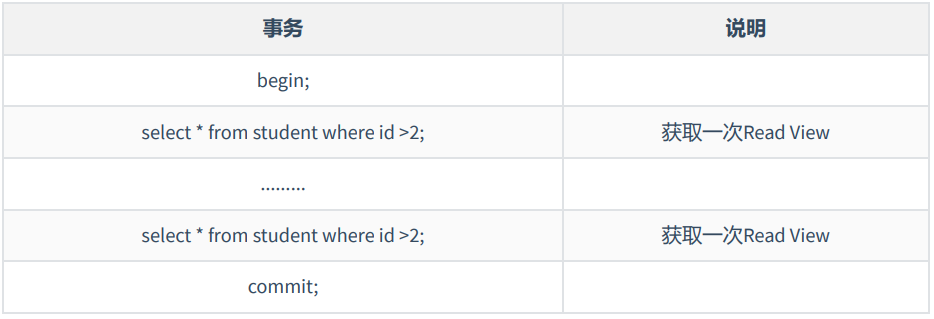 事务 说明
begin;
select * from student where id >2; 获取一次Read View
.........
select * from student where id >2; 获取一次Read View
commit;